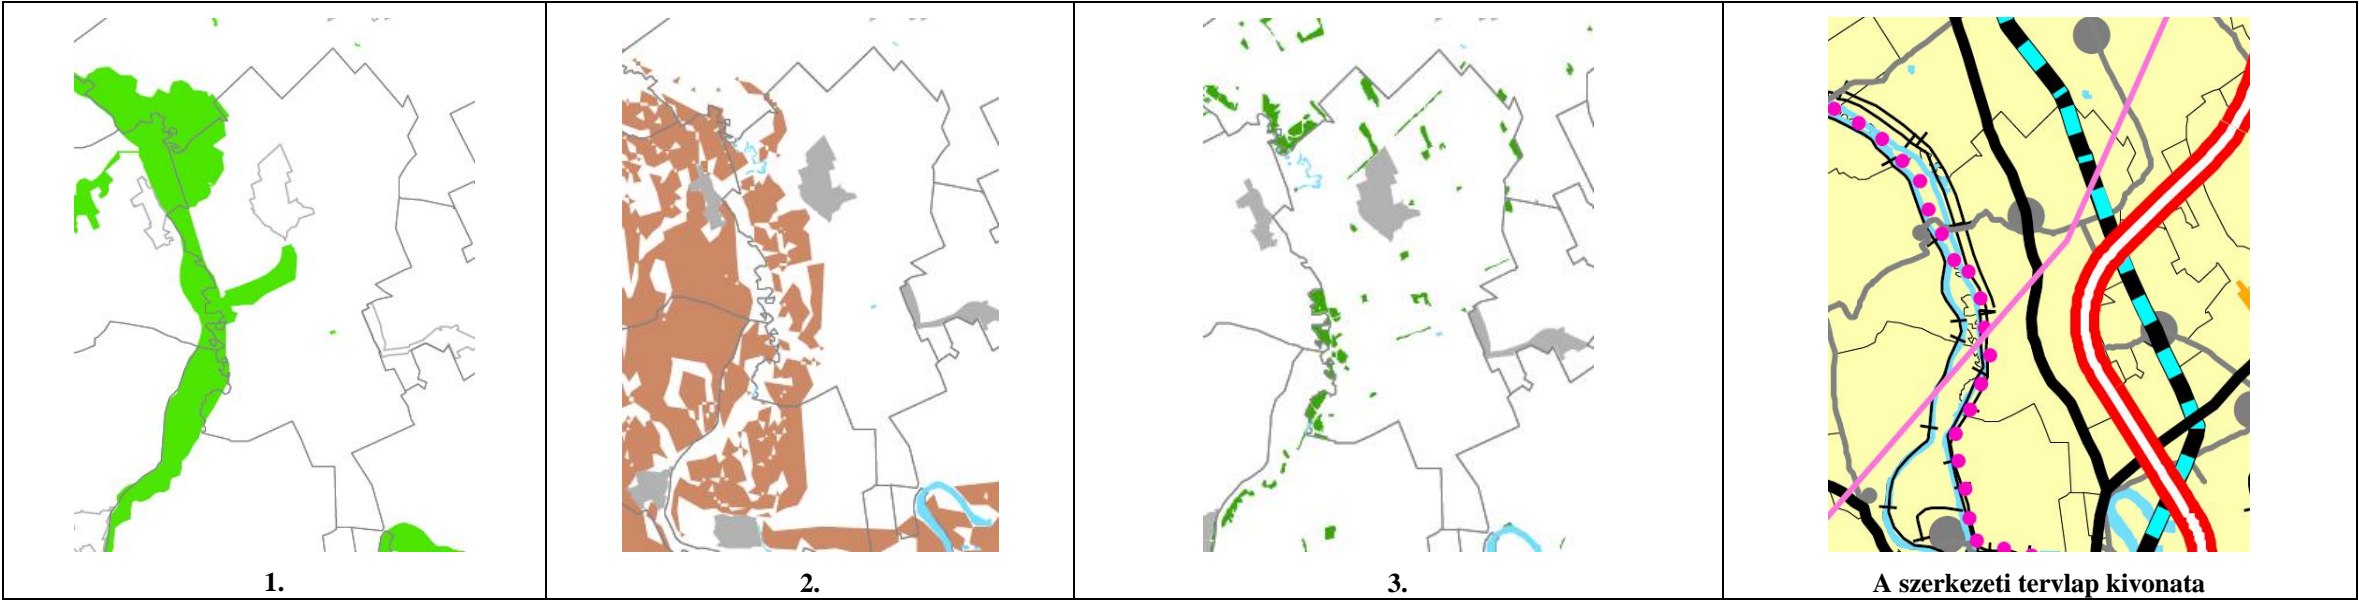 1.
2.
3.
A szerkezeti tervlap kivonata